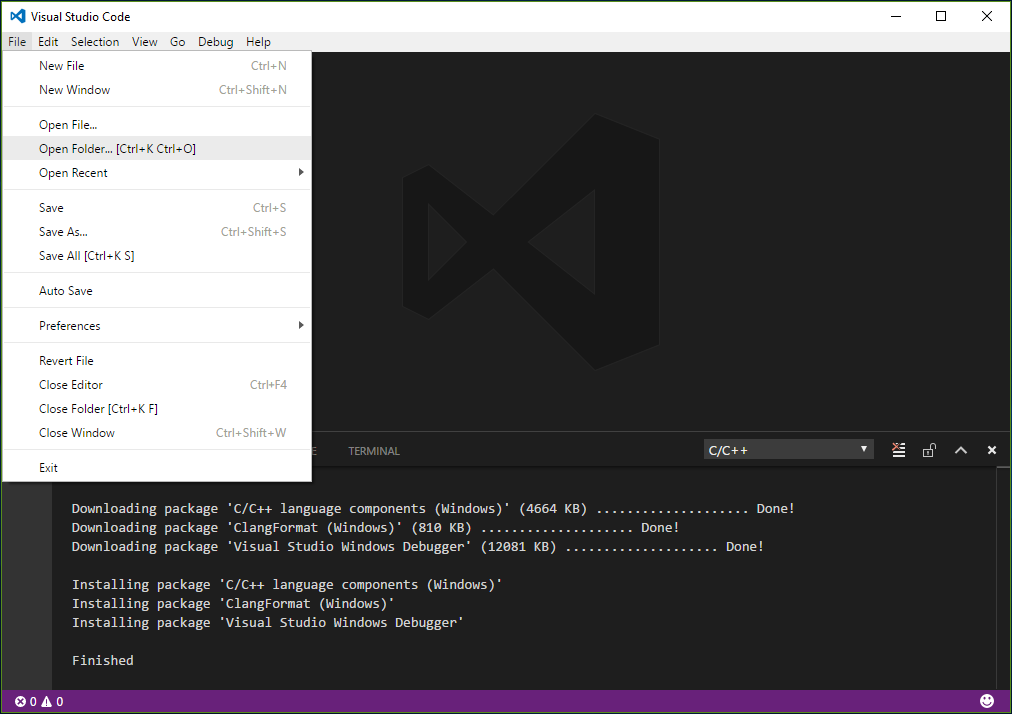 Visual Studio Code
File Edit Selection View Go Debug Help
New File Ctrl+N
New Window Ctrl+Shift+N
Open File...
Open Folder... [Ctrl+K Ctrl+O]
Open Recent
Save Ctrl+S
Save As... Ctrl+Shift+S
Save All [Ctrl+K S]
Auto Save
Preferences
Revert File
Close Editor Ctrl+F4
Close Folder [Ctrl+K F]
Close Window Ctrl+Shift+W
Exit
TERMINAL C/C++
Downloading package 'C/C++ language components (Windows)' (4664 KB) .................... Done!
Downloading package 'ClangFormat (Windows)' (810 KB) .................... Done!
Downloading package 'Visual Studio Windows Debugger' (12081 KB) .................... Done!
Installing package 'C/C++ language components (Windows)'
Installing package 'ClangFormat (Windows)'
Installing package 'Visual Studio Windows Debugger'
Finished
0 0